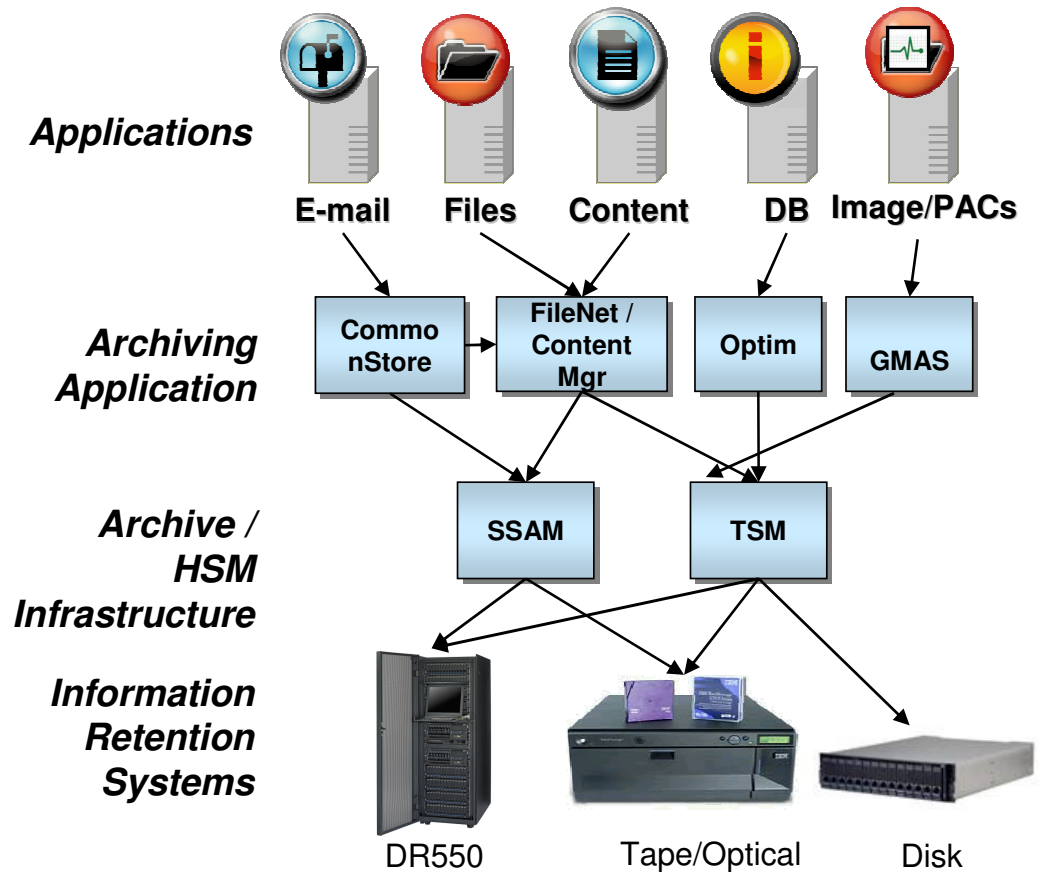 Applications
E-mail
Files
Content
DB
Image/PACs
Archiving
Application
Commo
nStore
FileNet /
Content
Mgr
Optim
GMAS
Archive /
HSM
Infrastructure
SSAM
TSM
Information
Retention
Systems
IBM
DR550
Tape/Optical
Disk